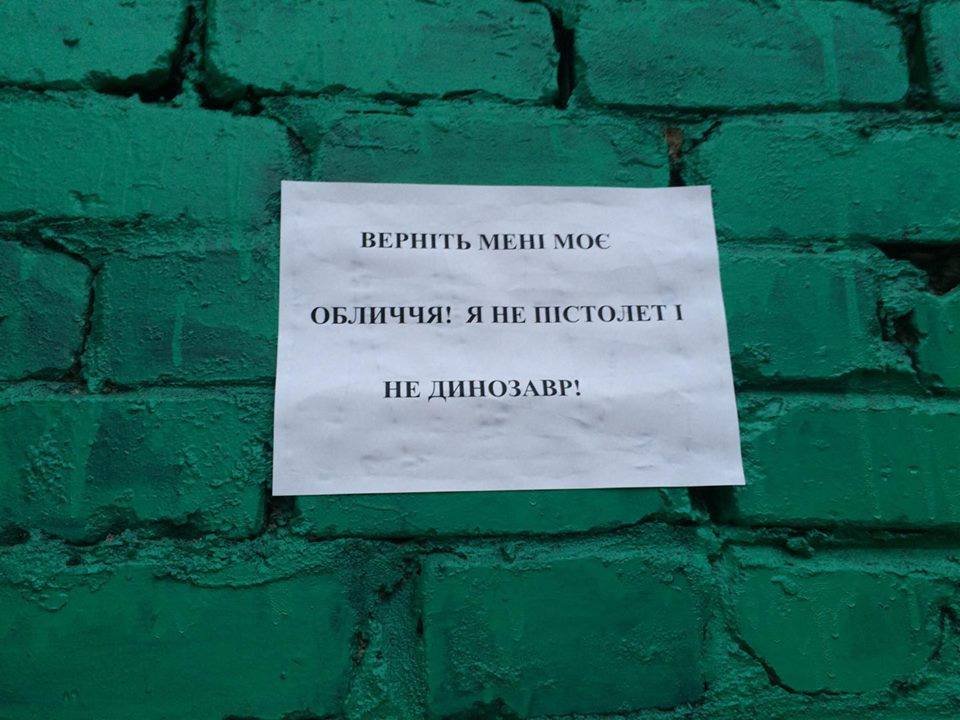 ВЕРНІТЬ МЕНІ МОЄ
ОБЛИЧЧЯ! Я НЕ ПІСТОЛЕТ І
НЕ ДИНОЗАВР!